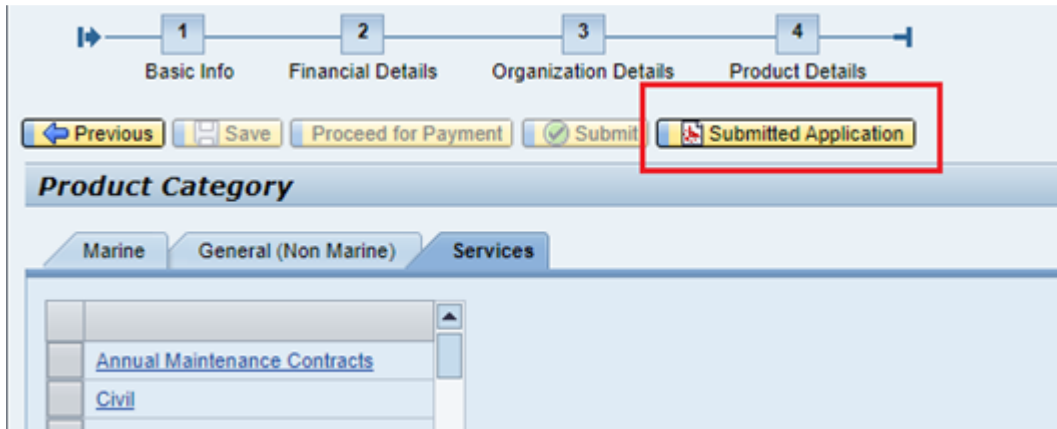 1 2 3 4
Basic Info Financial Details Organization Details Product Details
Previous Save Proceed for Payment Submit Submitted Application
Product Category
Marine General (Non Marine) Services
Annual Maintenance Contracts
Civil